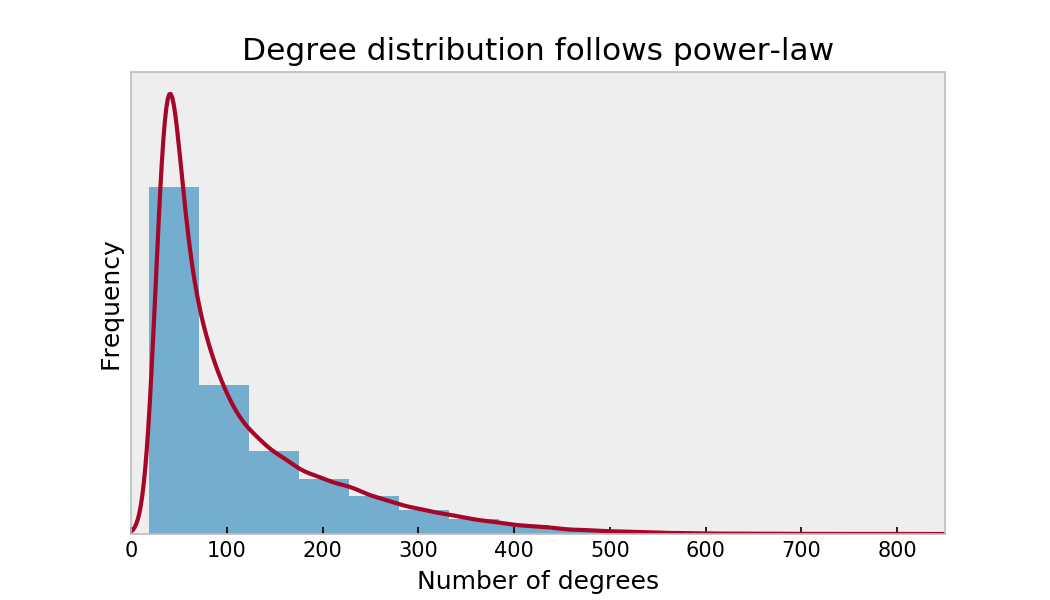 Degree distribution follows power-law
Frequency
0 100 200 300 400 500 600 700 800
Number of degrees